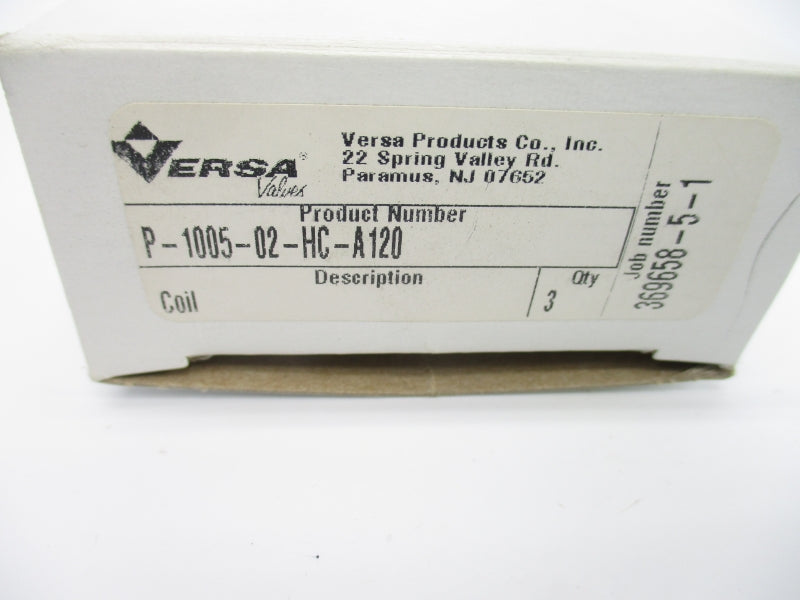 VERSA®
Valves
Versa Products Co., Inc.
22 Spring Valley Rd.
Paramus, NJ 07652
Product Number
P-1005-02-HC-A120
Description
Coil
Qty
3
Job number
369658-5-1